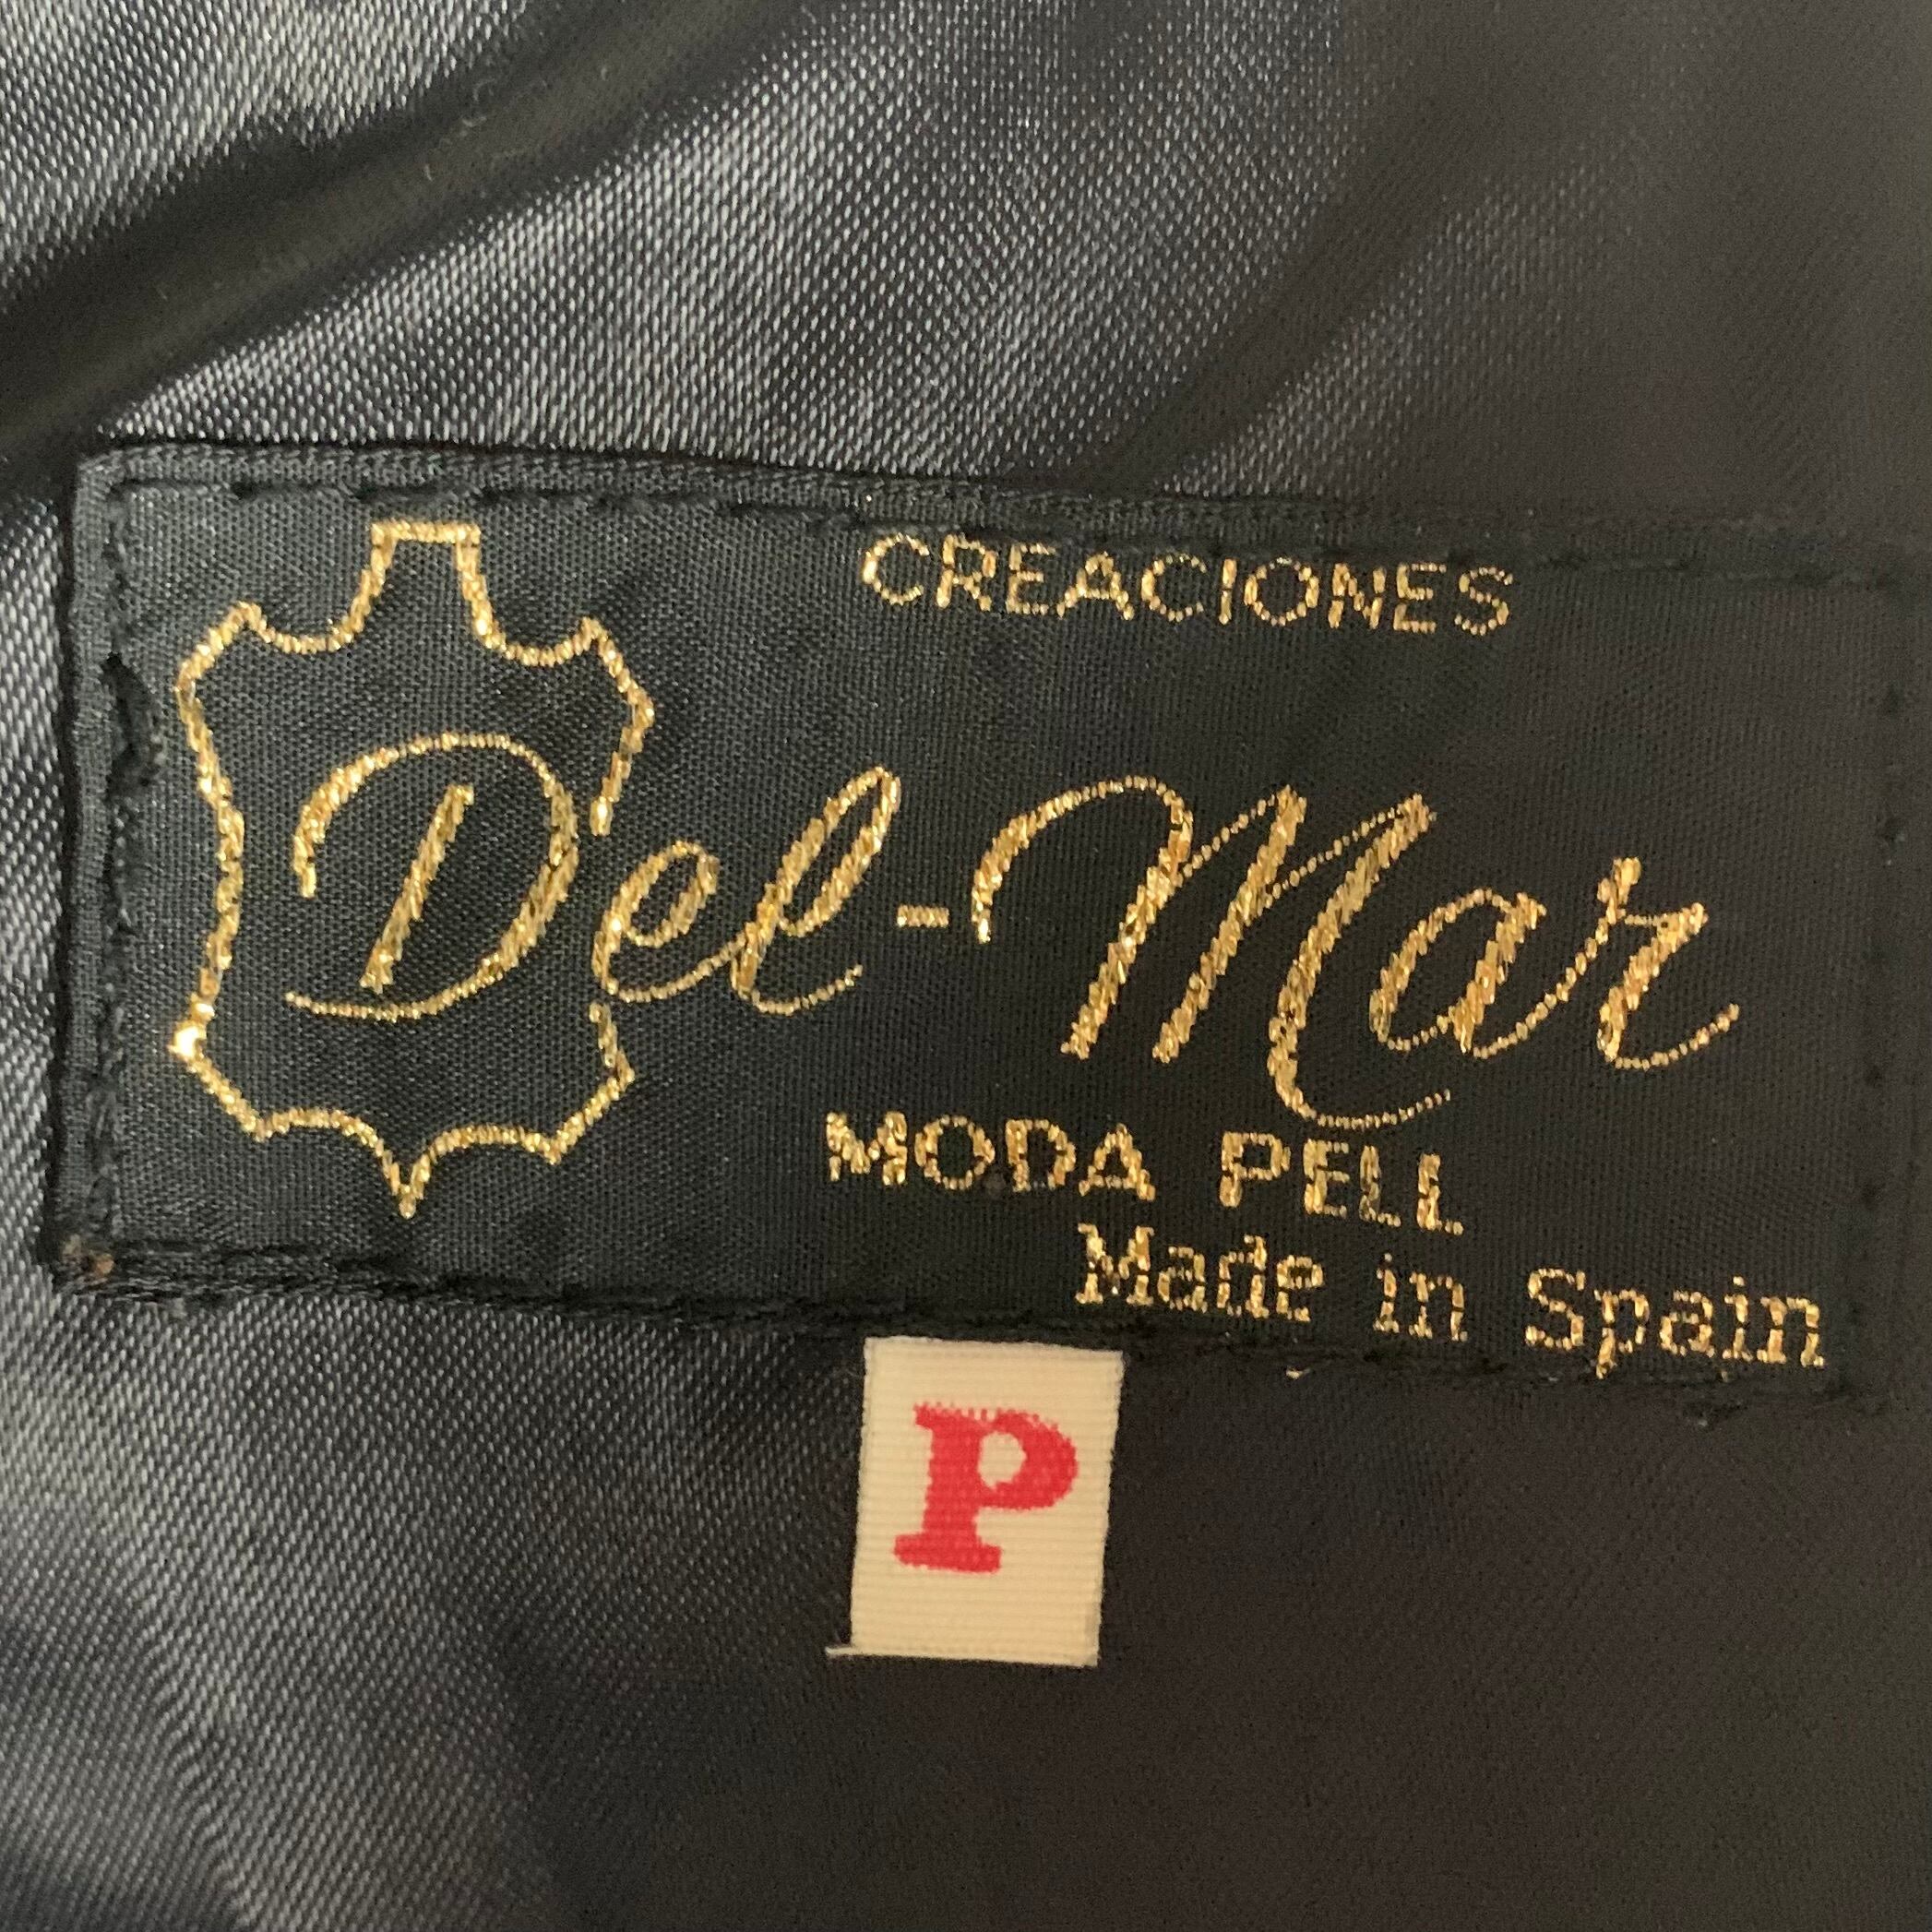 CREACIONES
Del-Mar
MODA PELL
Made in Spain
P